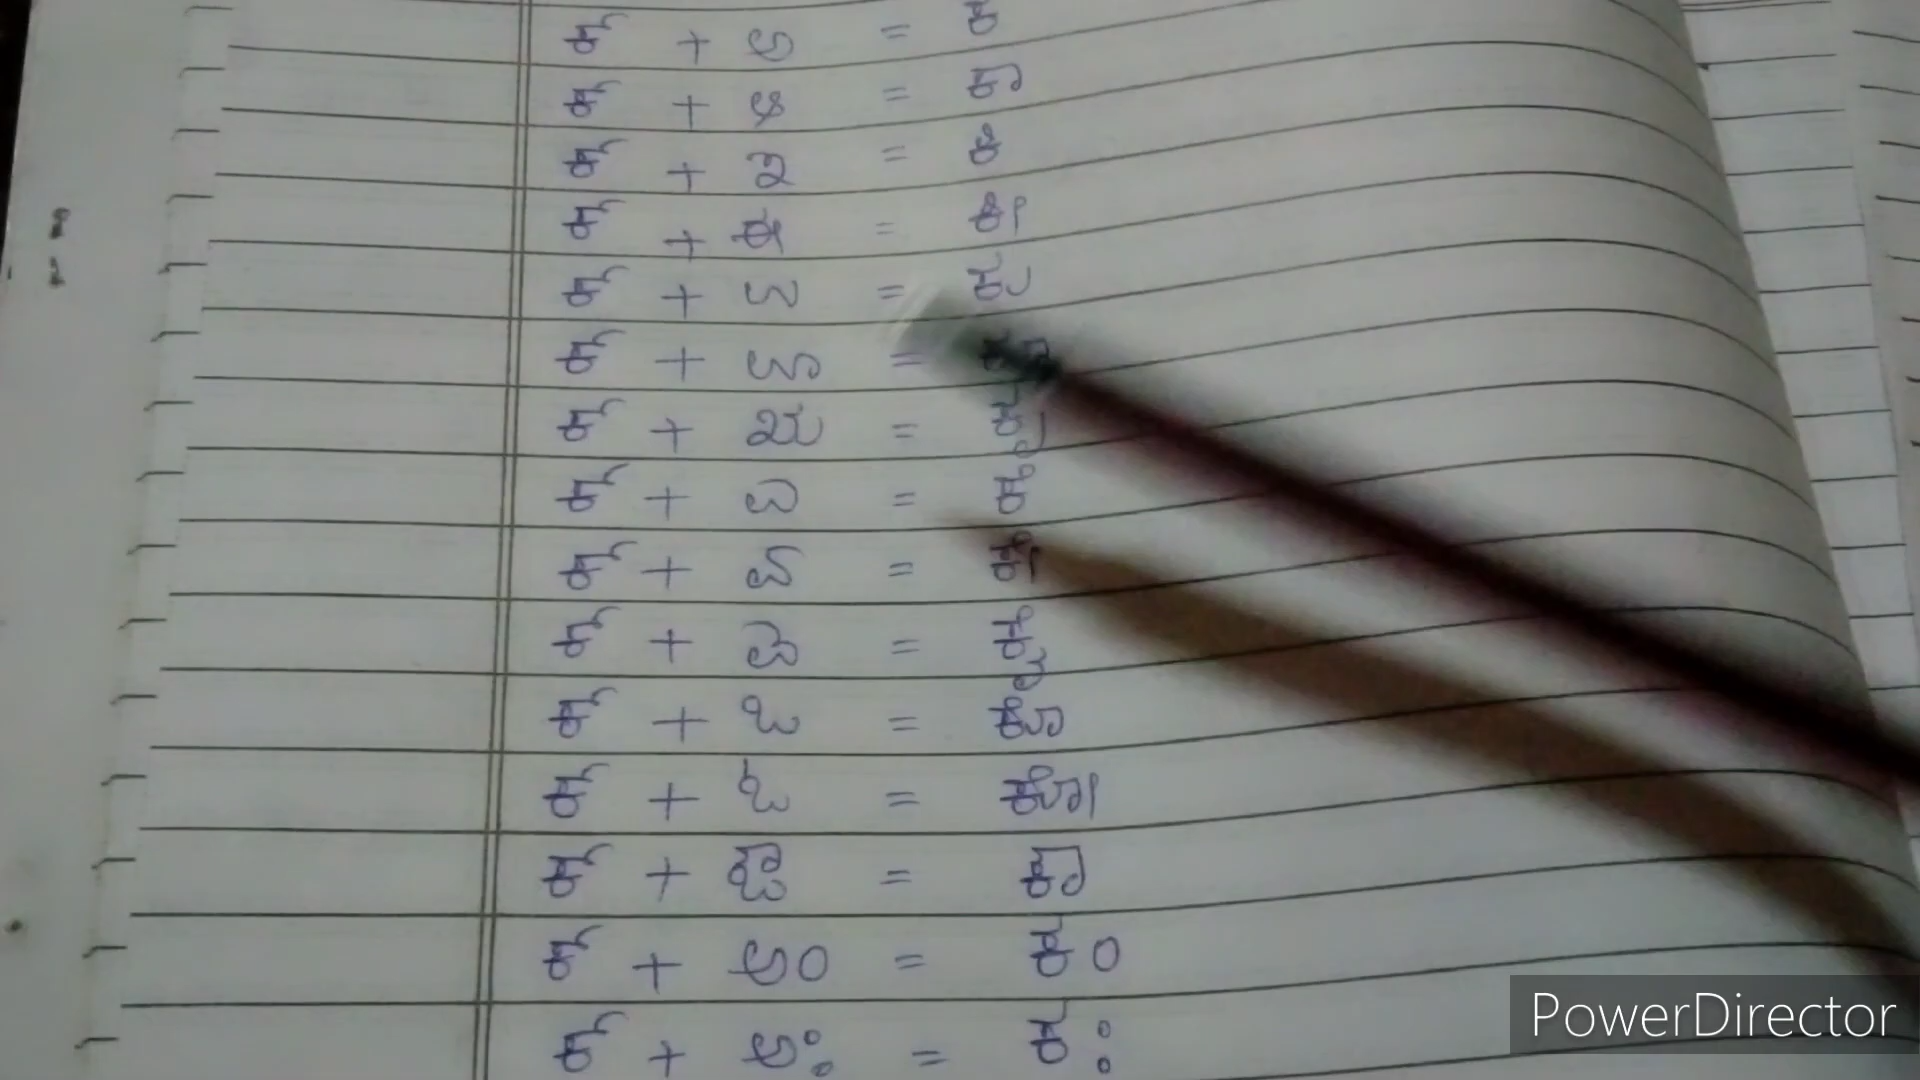 ಕ್ + ಅ = ಕ
ಕ್ + ಆ = ಕಾ
ಕ್ + ಇ = ಕಿ
ಕ್ + ಈ = ಕೀ
ಕ್ + ಉ = ಕು
ಕ್ + ಊ = ಕೂ
ಕ್ + ಋ = ಕೃ
ಕ್ + ಎ = ಕೆ
ಕ್ + ಏ = ಕೇ
ಕ್ + ಐ = ಕೈ
ಕ್ + ಒ = ಕೊ
ಕ್ + ಓ = ಕೋ
ಕ್ + ಔ = ಕೌ
ಕ್ + ಅಂ = ಕಂ
ಕ್ + ಅಃ = ಕಃ
PowerDirector